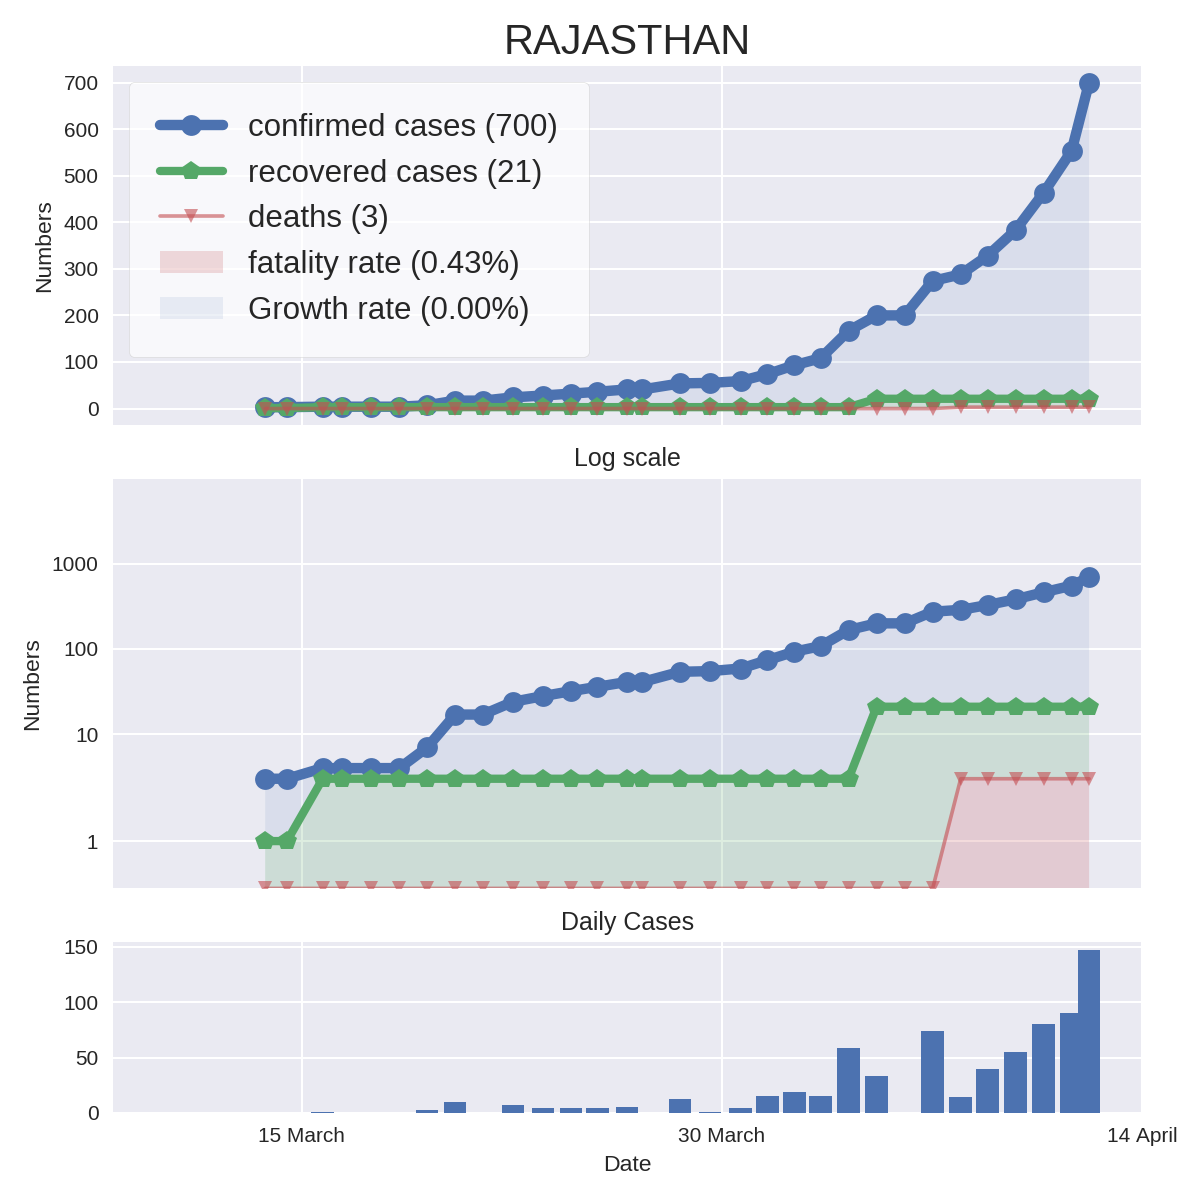 RAJASTHAN
700
600
500
400
300
200
100
0
Numbers
confirmed cases (700)
recovered cases (21)
deaths (3)
fatality rate (0.43%)
Growth rate (0.00%)
Log scale
1000
100
10
1
Numbers
Daily Cases
150
100
50
0
15 March
30 March
14 April
Date